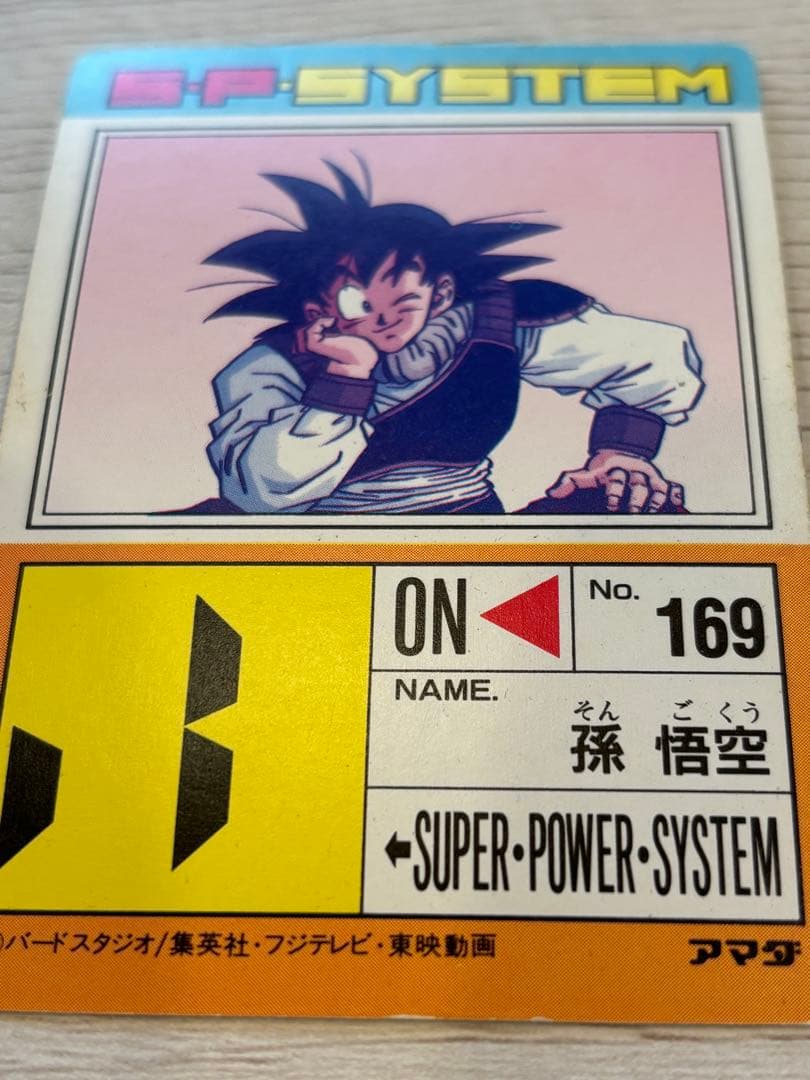 S·P·SYSTEM
ON
No. 169
NAME.
そん ご くう
孫 悟空
←SUPER·POWER·SYSTEM
バードスタジオ/集英社・フジテレビ・東映動画
アマダ